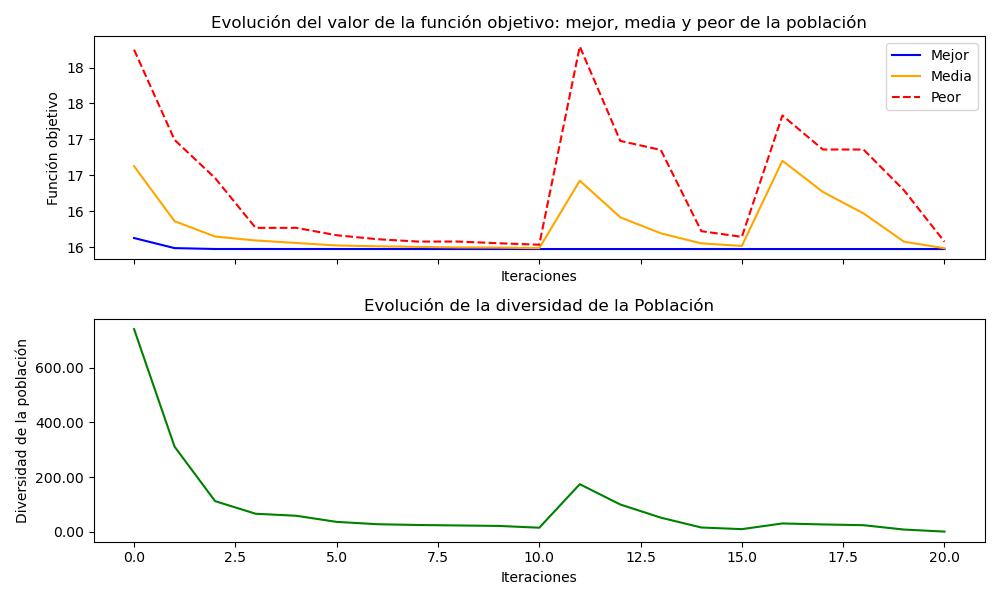 Evolución del valor de la función objetivo: mejor, media y peor de la población
18
18
17
17
16
16
Función objetivo
Mejor
Media
Peor
Iteraciones
Evolución de la diversidad de la Población
600.00
400.00
200.00
0.00
Diversidad de la población
0.0 2.5 5.0 7.5 10.0 12.5 15.0 17.5 20.0
Iteraciones